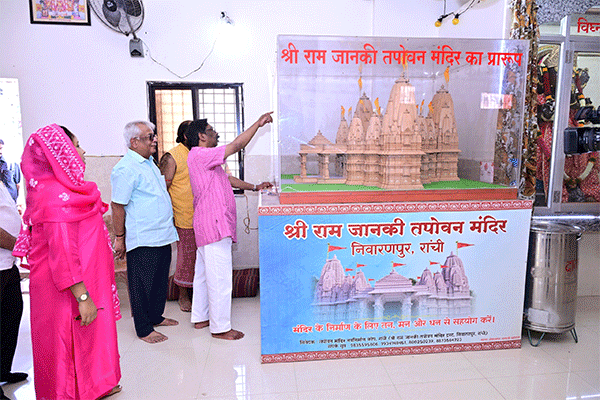 श्री राम जानकी तपोवन मंदिर का प्रारूप
विघ्न
श्री राम जानकी तपोवन मंदिर
निवारणपुर, रांची
मंदिर के निर्माण के लिए तन, मन और धन से सहयोग करें।